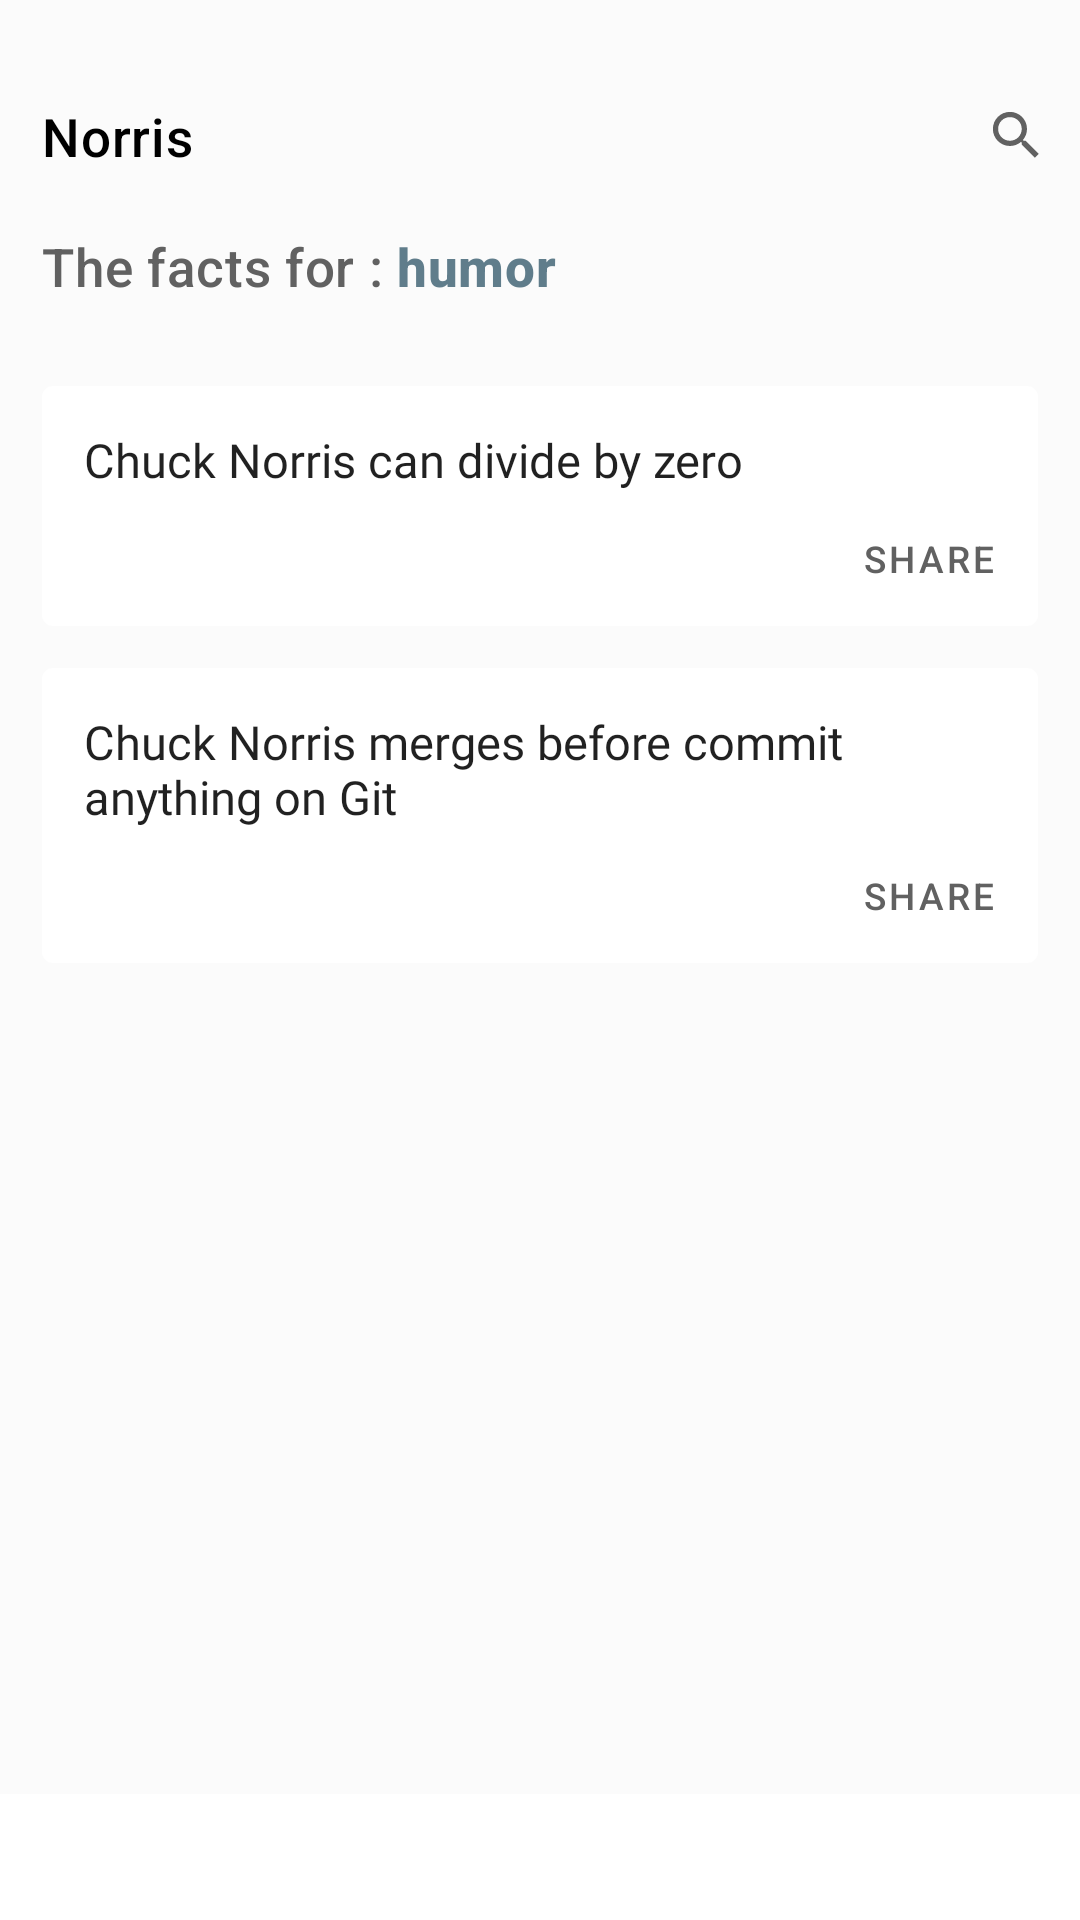 Norris
The facts for : humor
Chuck Norris can divide by zero
SHARE
Chuck Norris merges before commit
anything on Git
SHARE